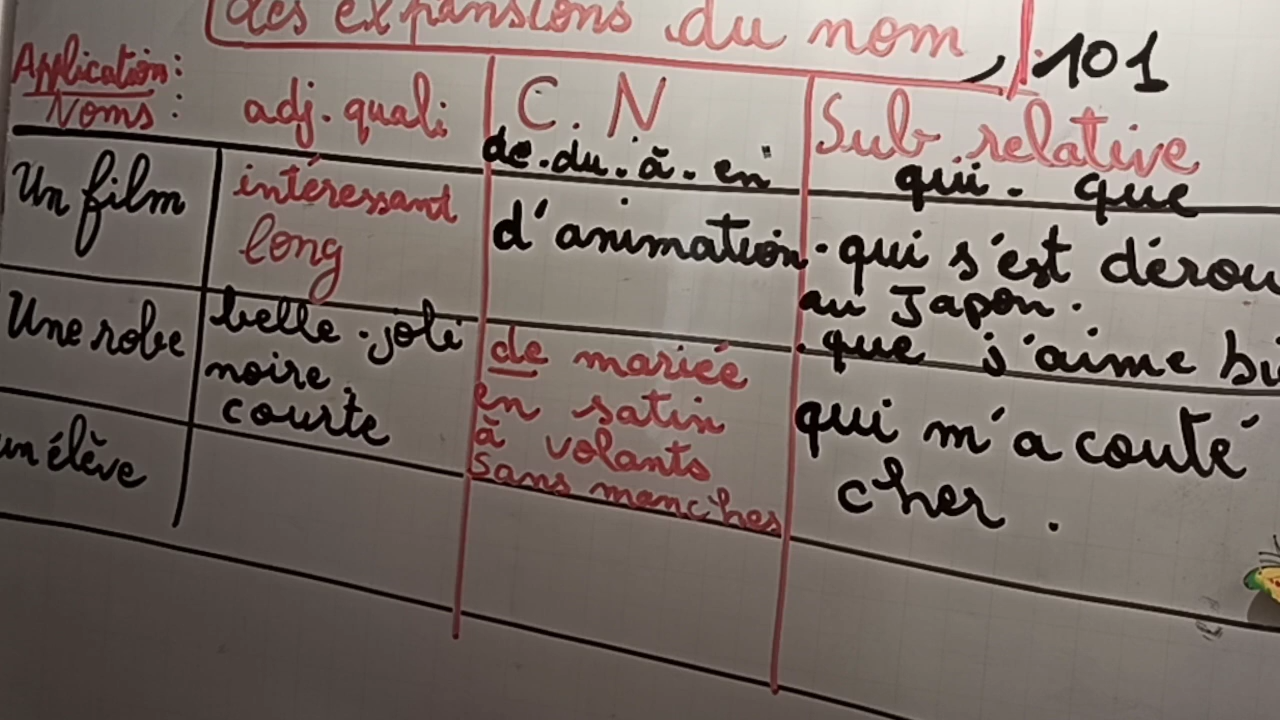 des expansions du nom
101
Application:
Noms: adj. quali C. N Sub relative
de. du. à. en qui. que
Un film intéressant d'animation . qui s'est
long au Japon.
. que j'aime
Une robe belle. joli de mariée qui m'a couté
noire. en satin cher.
courte à volants
sans manches
un élève